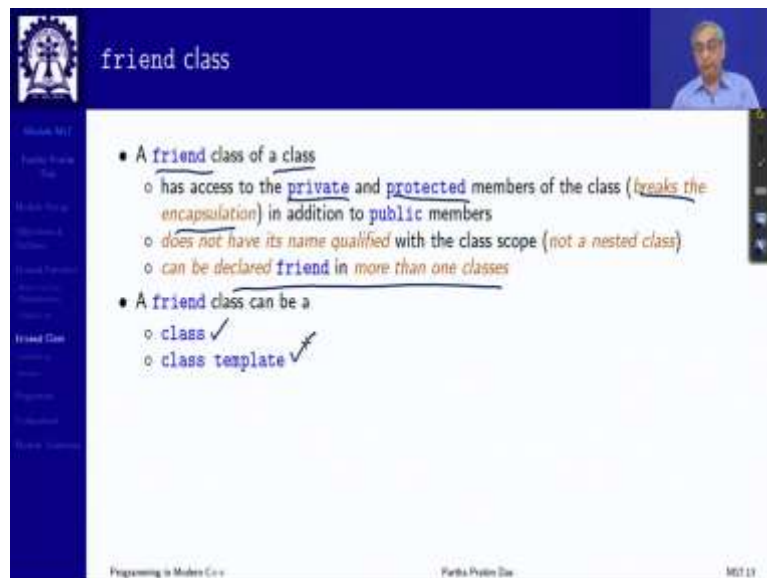 friend class
• A friend class of a class
o has access to the private and protected members of the class (breaks the
encapsulation) in addition to public members
o does not have its name qualified with the class scope (not a nested class)
o can be declared friend in more than one classes
• A friend class can be a
o class
o class template
Friend Class
Programming in Modern C++
Partha Pratim Das